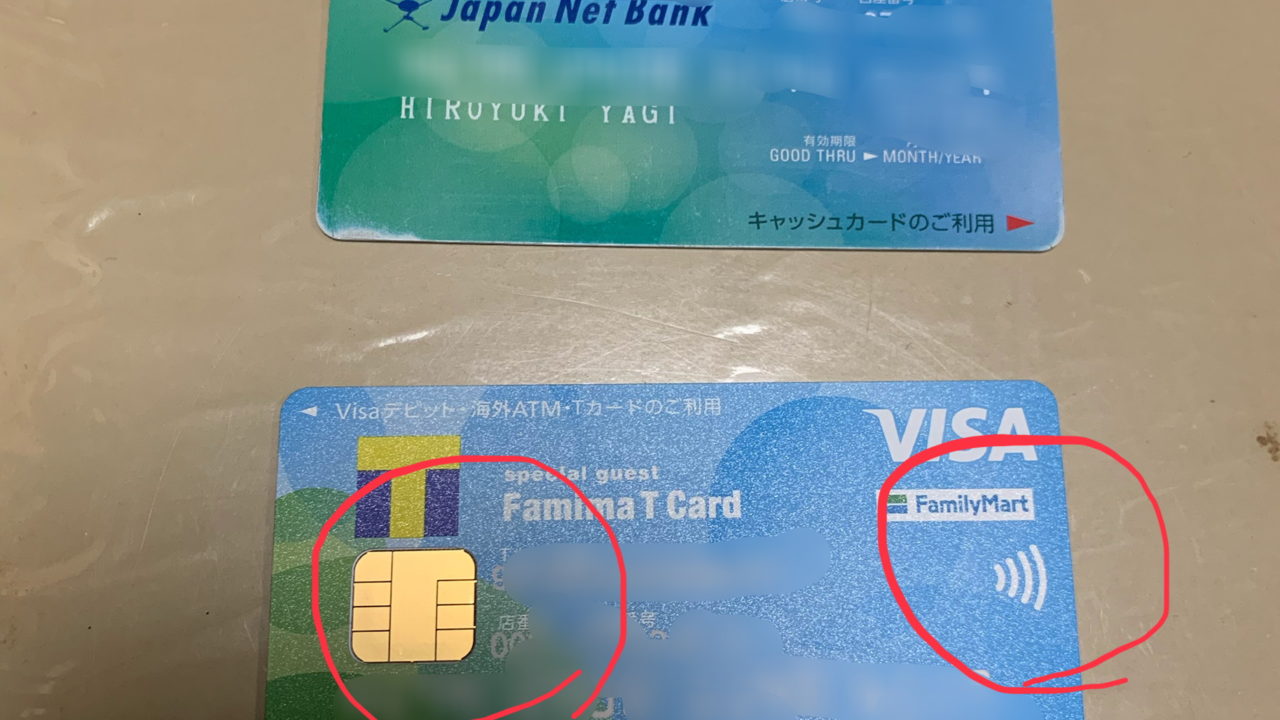 Japan Net Bank
HIROYUKI YAGI
有効期限
GOOD THRU ► MONTH/YEAR
キャッシュカードのご利用 ►
◄ Visaデビット・海外ATM・Tカードのご利用
VISA
T
special guest
Famima T Card
FamilyMart